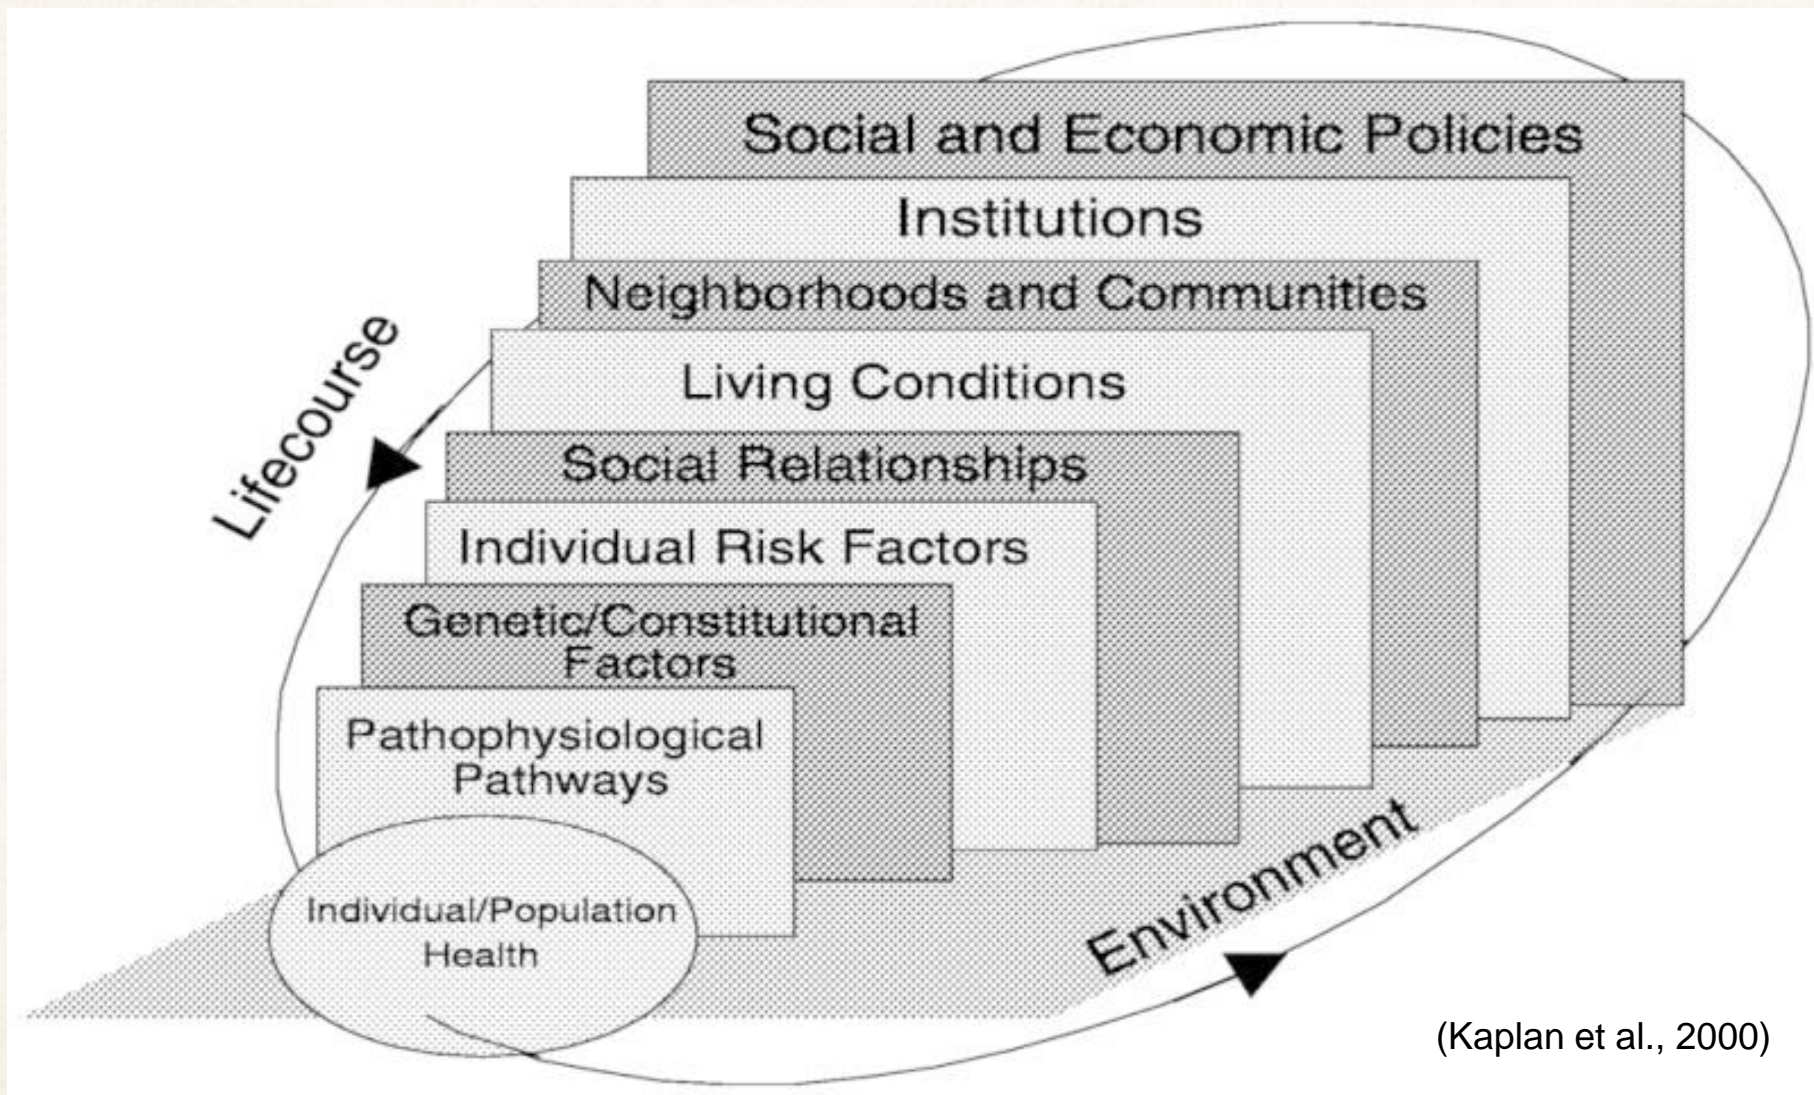 Social and Economic Policies
Institutions
Neighborhoods and Communities
Living Conditions
Lifecourse
Social Relationships
Individual Risk Factors
Genetic/Constitutional
Factors
Pathophysiological
Pathways
Individual/Population
Health
Environment
(Kaplan et al., 2000)